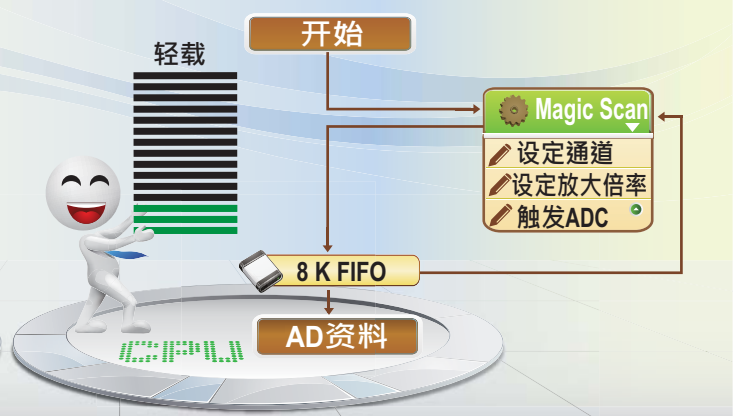 开始
轻载
Magic Scan
设定通道
设定放大倍率
触发ADC
8 K FIFO
AD资料
CPU